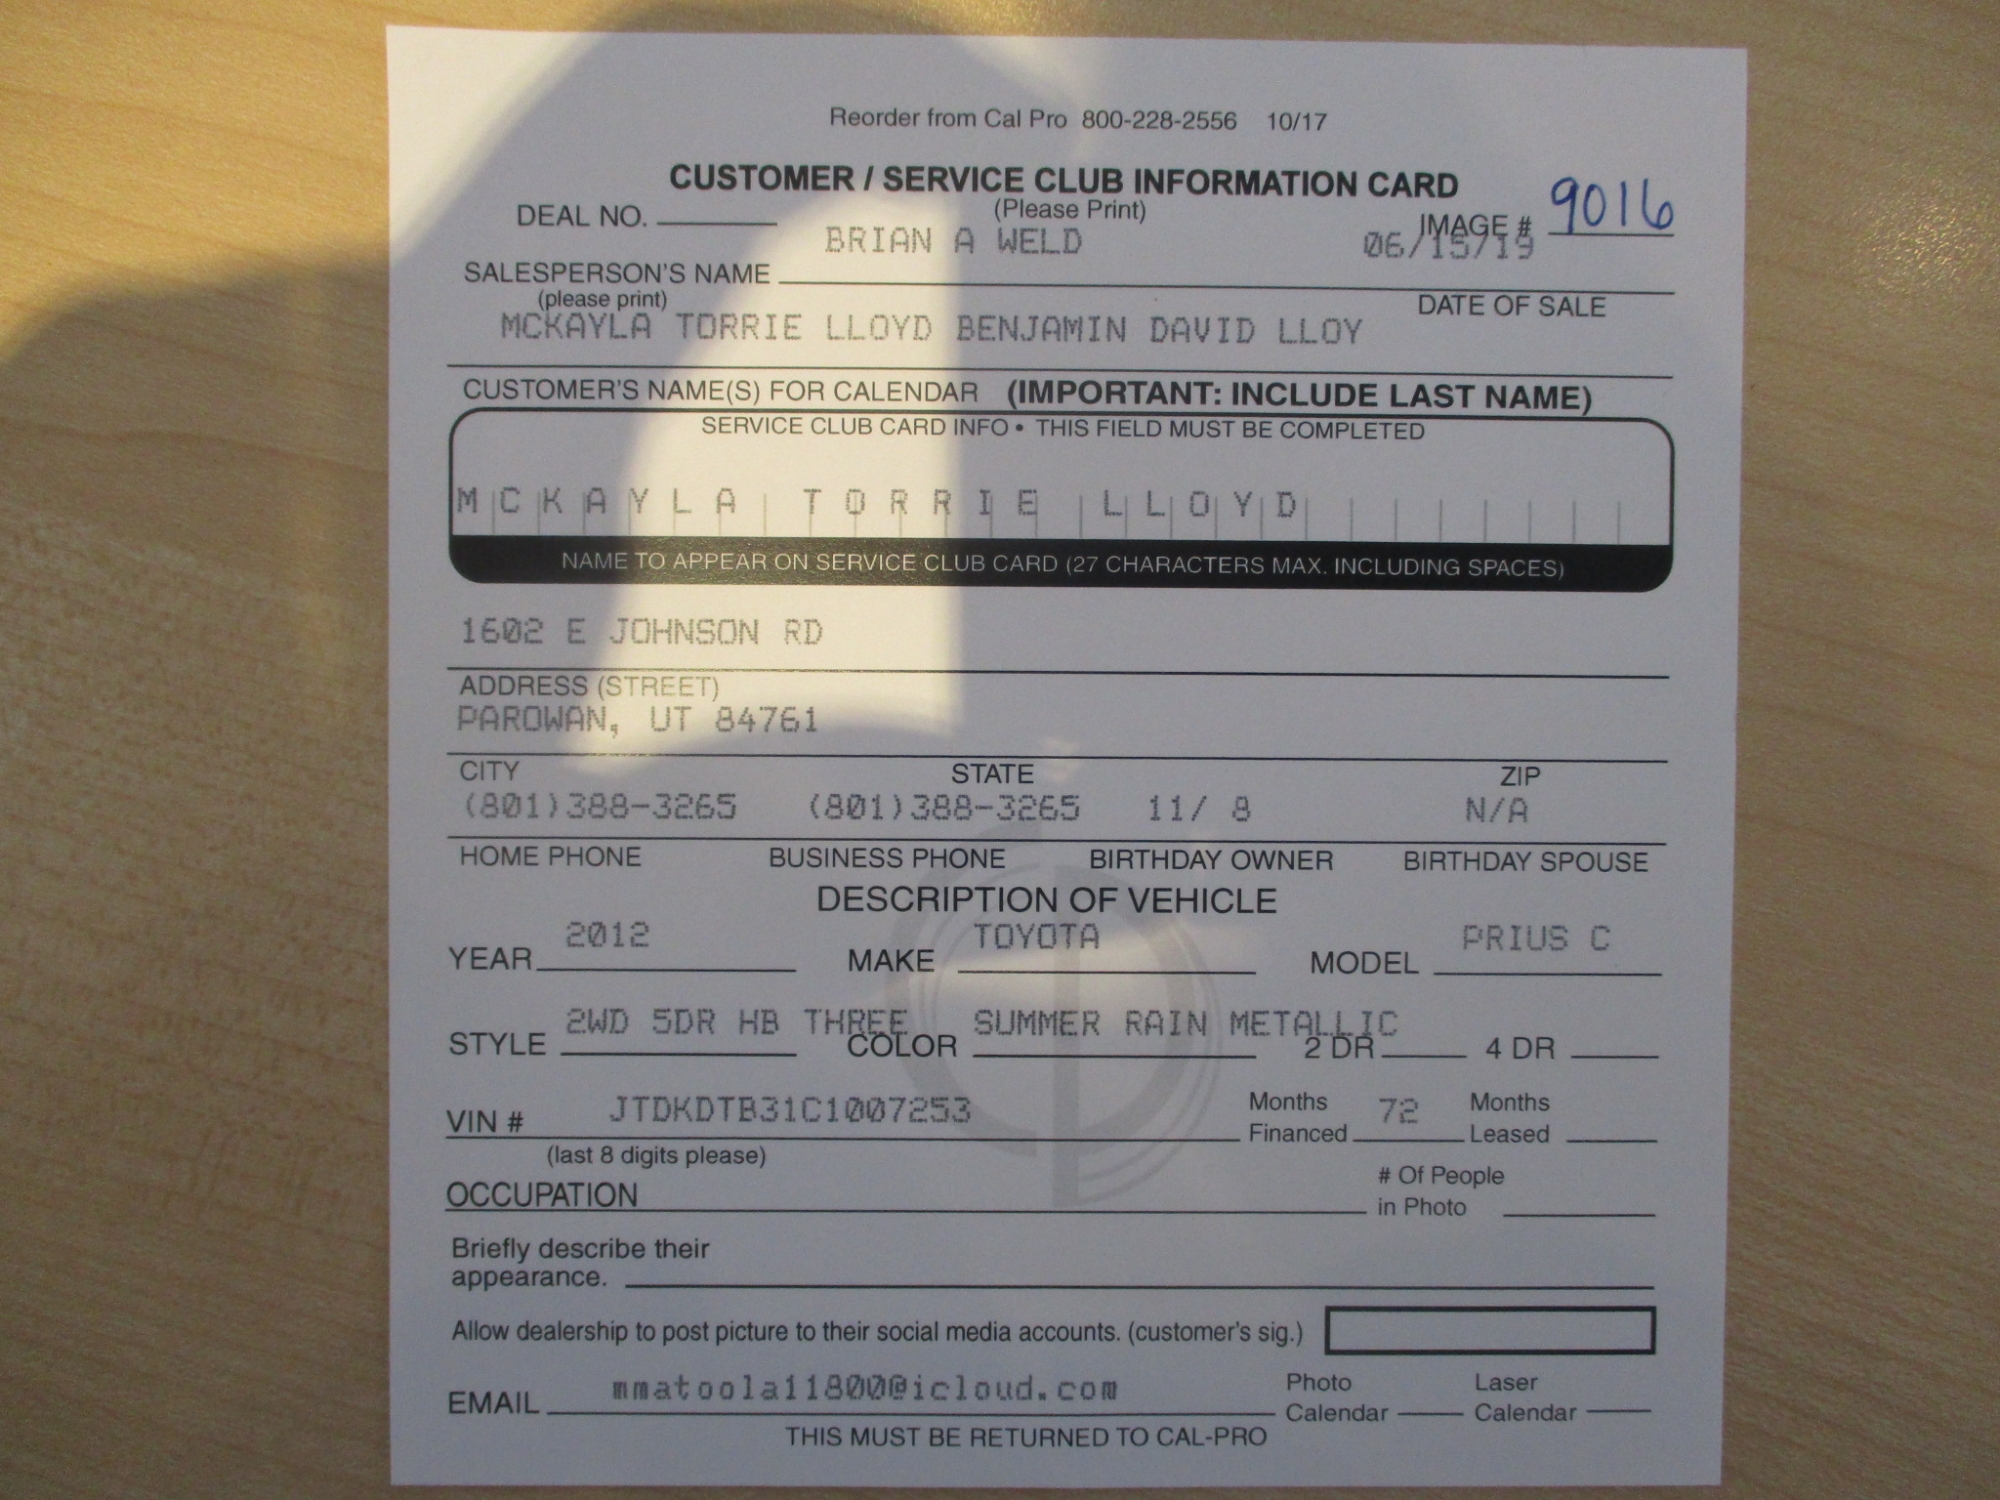 Reorder from Cal Pro 800-228-2556 10/17
CUSTOMER / SERVICE CLUB INFORMATION CARD
(Please Print)
DEAL NO.
IMAGE # 9016
BRIAN A WELD 06/15/19
SALESPERSON'S NAME
(please print)
DATE OF SALE
MCKAYLA TORRIE LLOYD BENJAMIN DAVID LLOY
CUSTOMER'S NAME(S) FOR CALENDAR (IMPORTANT: INCLUDE LAST NAME)
SERVICE CLUB CARD INFO • THIS FIELD MUST BE COMPLETED
MCKAYLA TORRIE LLOYD
NAME TO APPEAR ON SERVICE CLUB CARD (27 CHARACTERS MAX. INCLUDING SPACES)
1602 E JOHNSON RD
ADDRESS (STREET)
PAROWAN, UT 84761
CITY STATE ZIP
(801)388-3265 (801)388-3265 11/ 8 N/A
HOME PHONE BUSINESS PHONE BIRTHDAY OWNER BIRTHDAY SPOUSE
DESCRIPTION OF VEHICLE
YEAR 2012 MAKE TOYOTA MODEL PRIUS C
STYLE 2WD 5DR HB THREE COLOR SUMMER RAIN METALLIC 2 DR 4 DR
VIN # JTDKDTB31C1007253 Months Financed 72 Months Leased
(last 8 digits please)
OCCUPATION # Of People in Photo
Briefly describe their
appearance.
Allow dealership to post picture to their social media accounts. (customer's sig.)
EMAIL mmatoola11800@icloud.com Photo Calendar Laser Calendar
THIS MUST BE RETURNED TO CAL-PRO